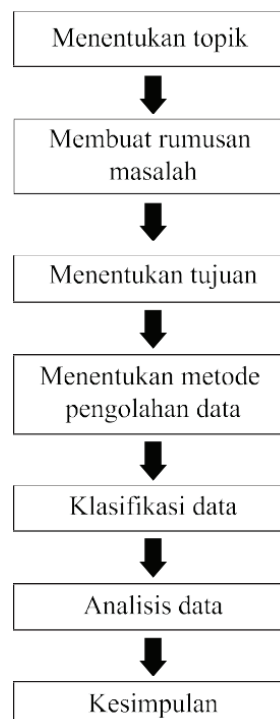 Menentukan topik
Membuat rumusan
masalah
Menentukan tujuan
Menentukan metode
pengolahan data
Klasifikasi data
Analisis data
Kesimpulan